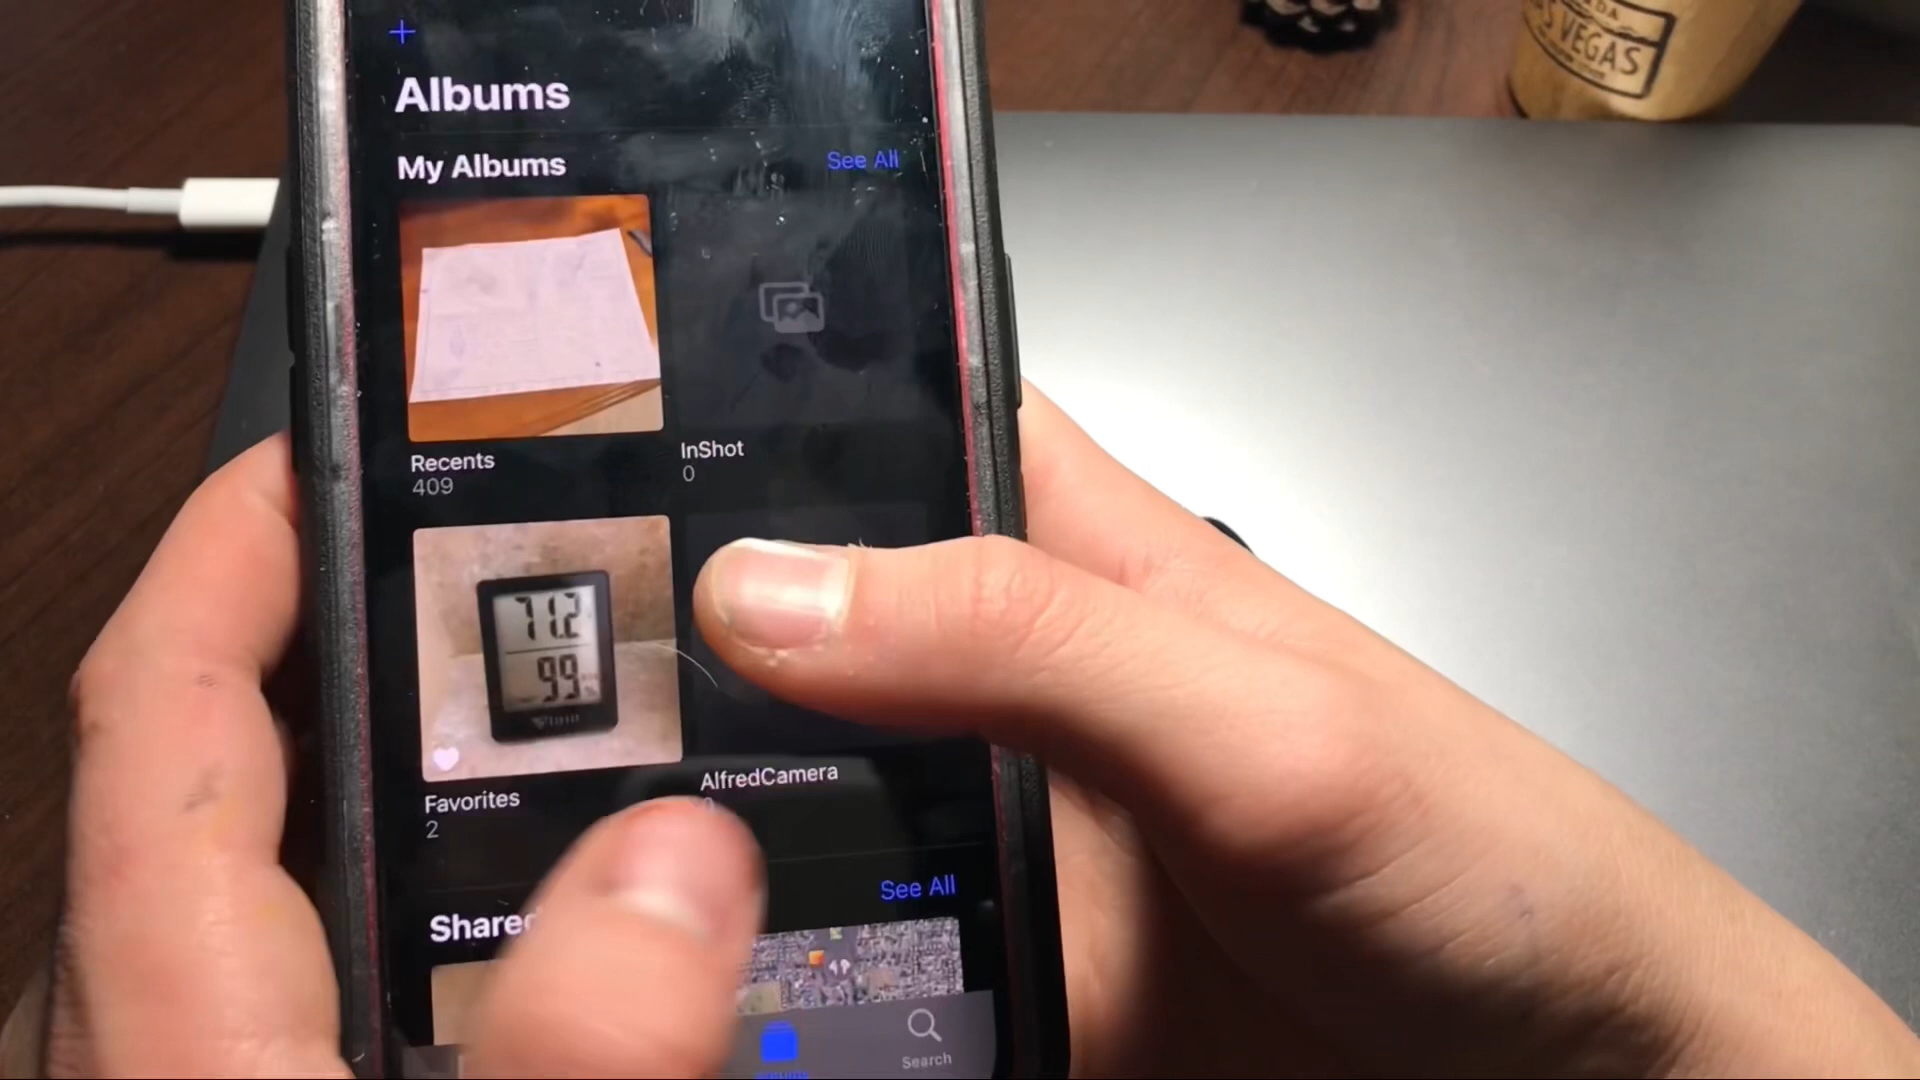 +
Albums
My Albums
See All
Recents
409
InShot
0
71.2
99
Favorites
2
AlfredCamera
See All
Shared
Search
VEGAS